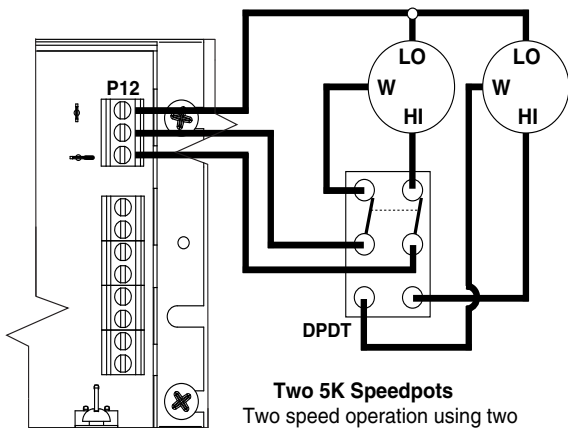 LO
LO
P12
W
W
HI
HI
DPDT
Two 5K Speedpots
Two speed operation using two